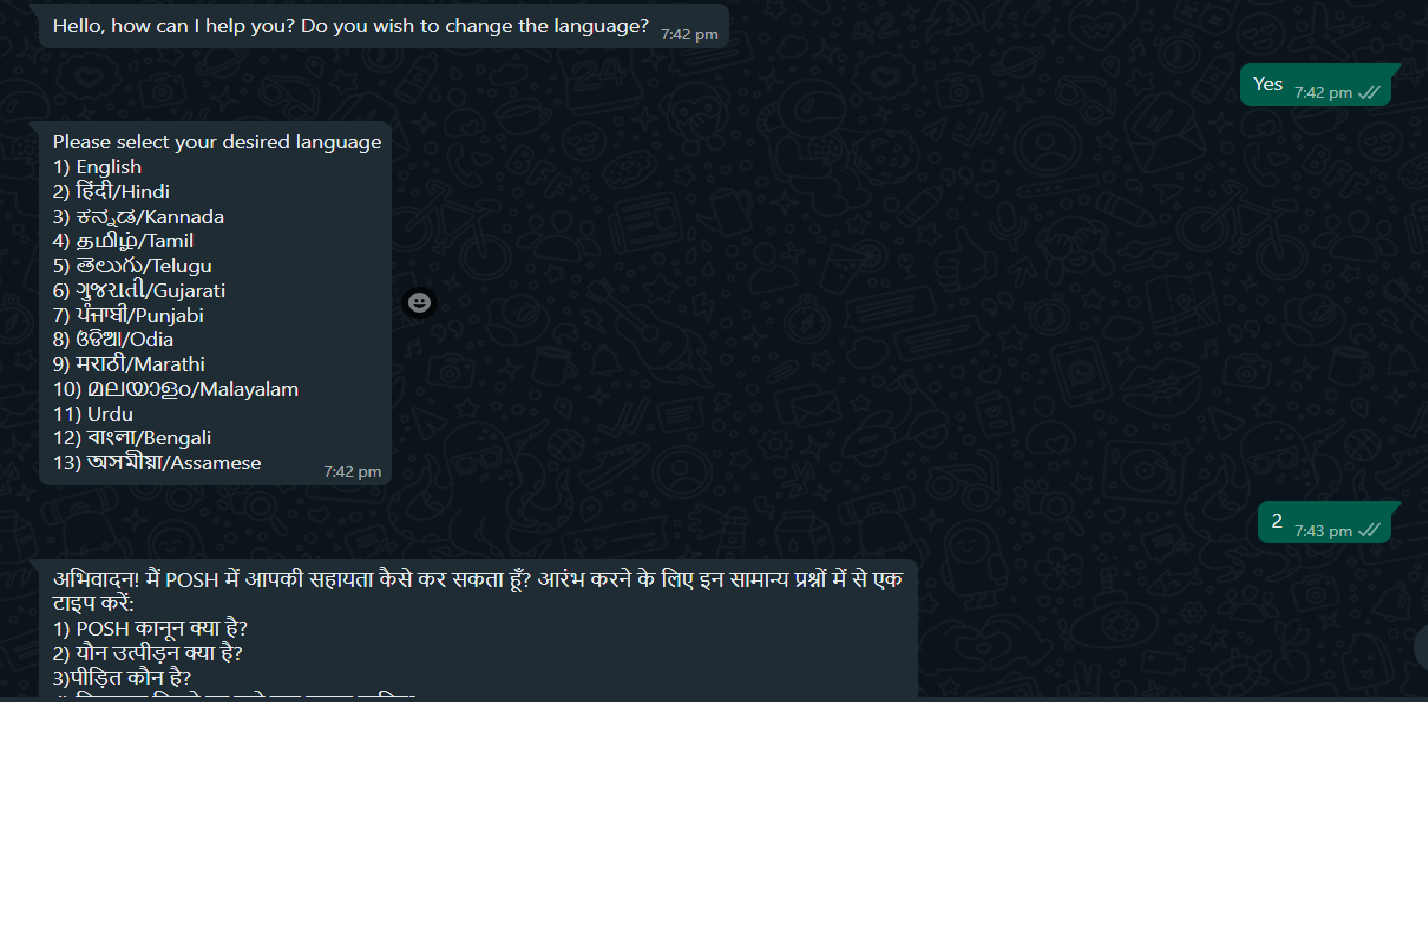 Hello, how can I help you? Do you wish to change the language? 7:42 pm
Yes 7:42 pm
Please select your desired language
1) English
2) हिंदी/Hindi
3) ಕನ್ನಡ/Kannada
4) தமிழ்/Tamil
5) తెలుగు/Telugu
6) ગુજરાતી/Gujarati
7) ਪੰਜਾਬੀ/Punjabi
8) ଓଡିଆ/Odia
9) मराठी/Marathi
10) മലയാളം/Malayalam
11) Urdu
12) বাংলা/Bengali
13) অসমীয়া/Assamese
7:42 pm
2 7:43 pm
अभिवादन! मैं POSH में आपकी सहायता कैसे कर सकता हूँ? आरंभ करने के लिए इन सामान्य प्रश्नों में से एक
टाइप करें:
1) POSH कानून क्या है?
2) यौन उत्पीड़न क्या है?
3)पीड़ित कौन है?